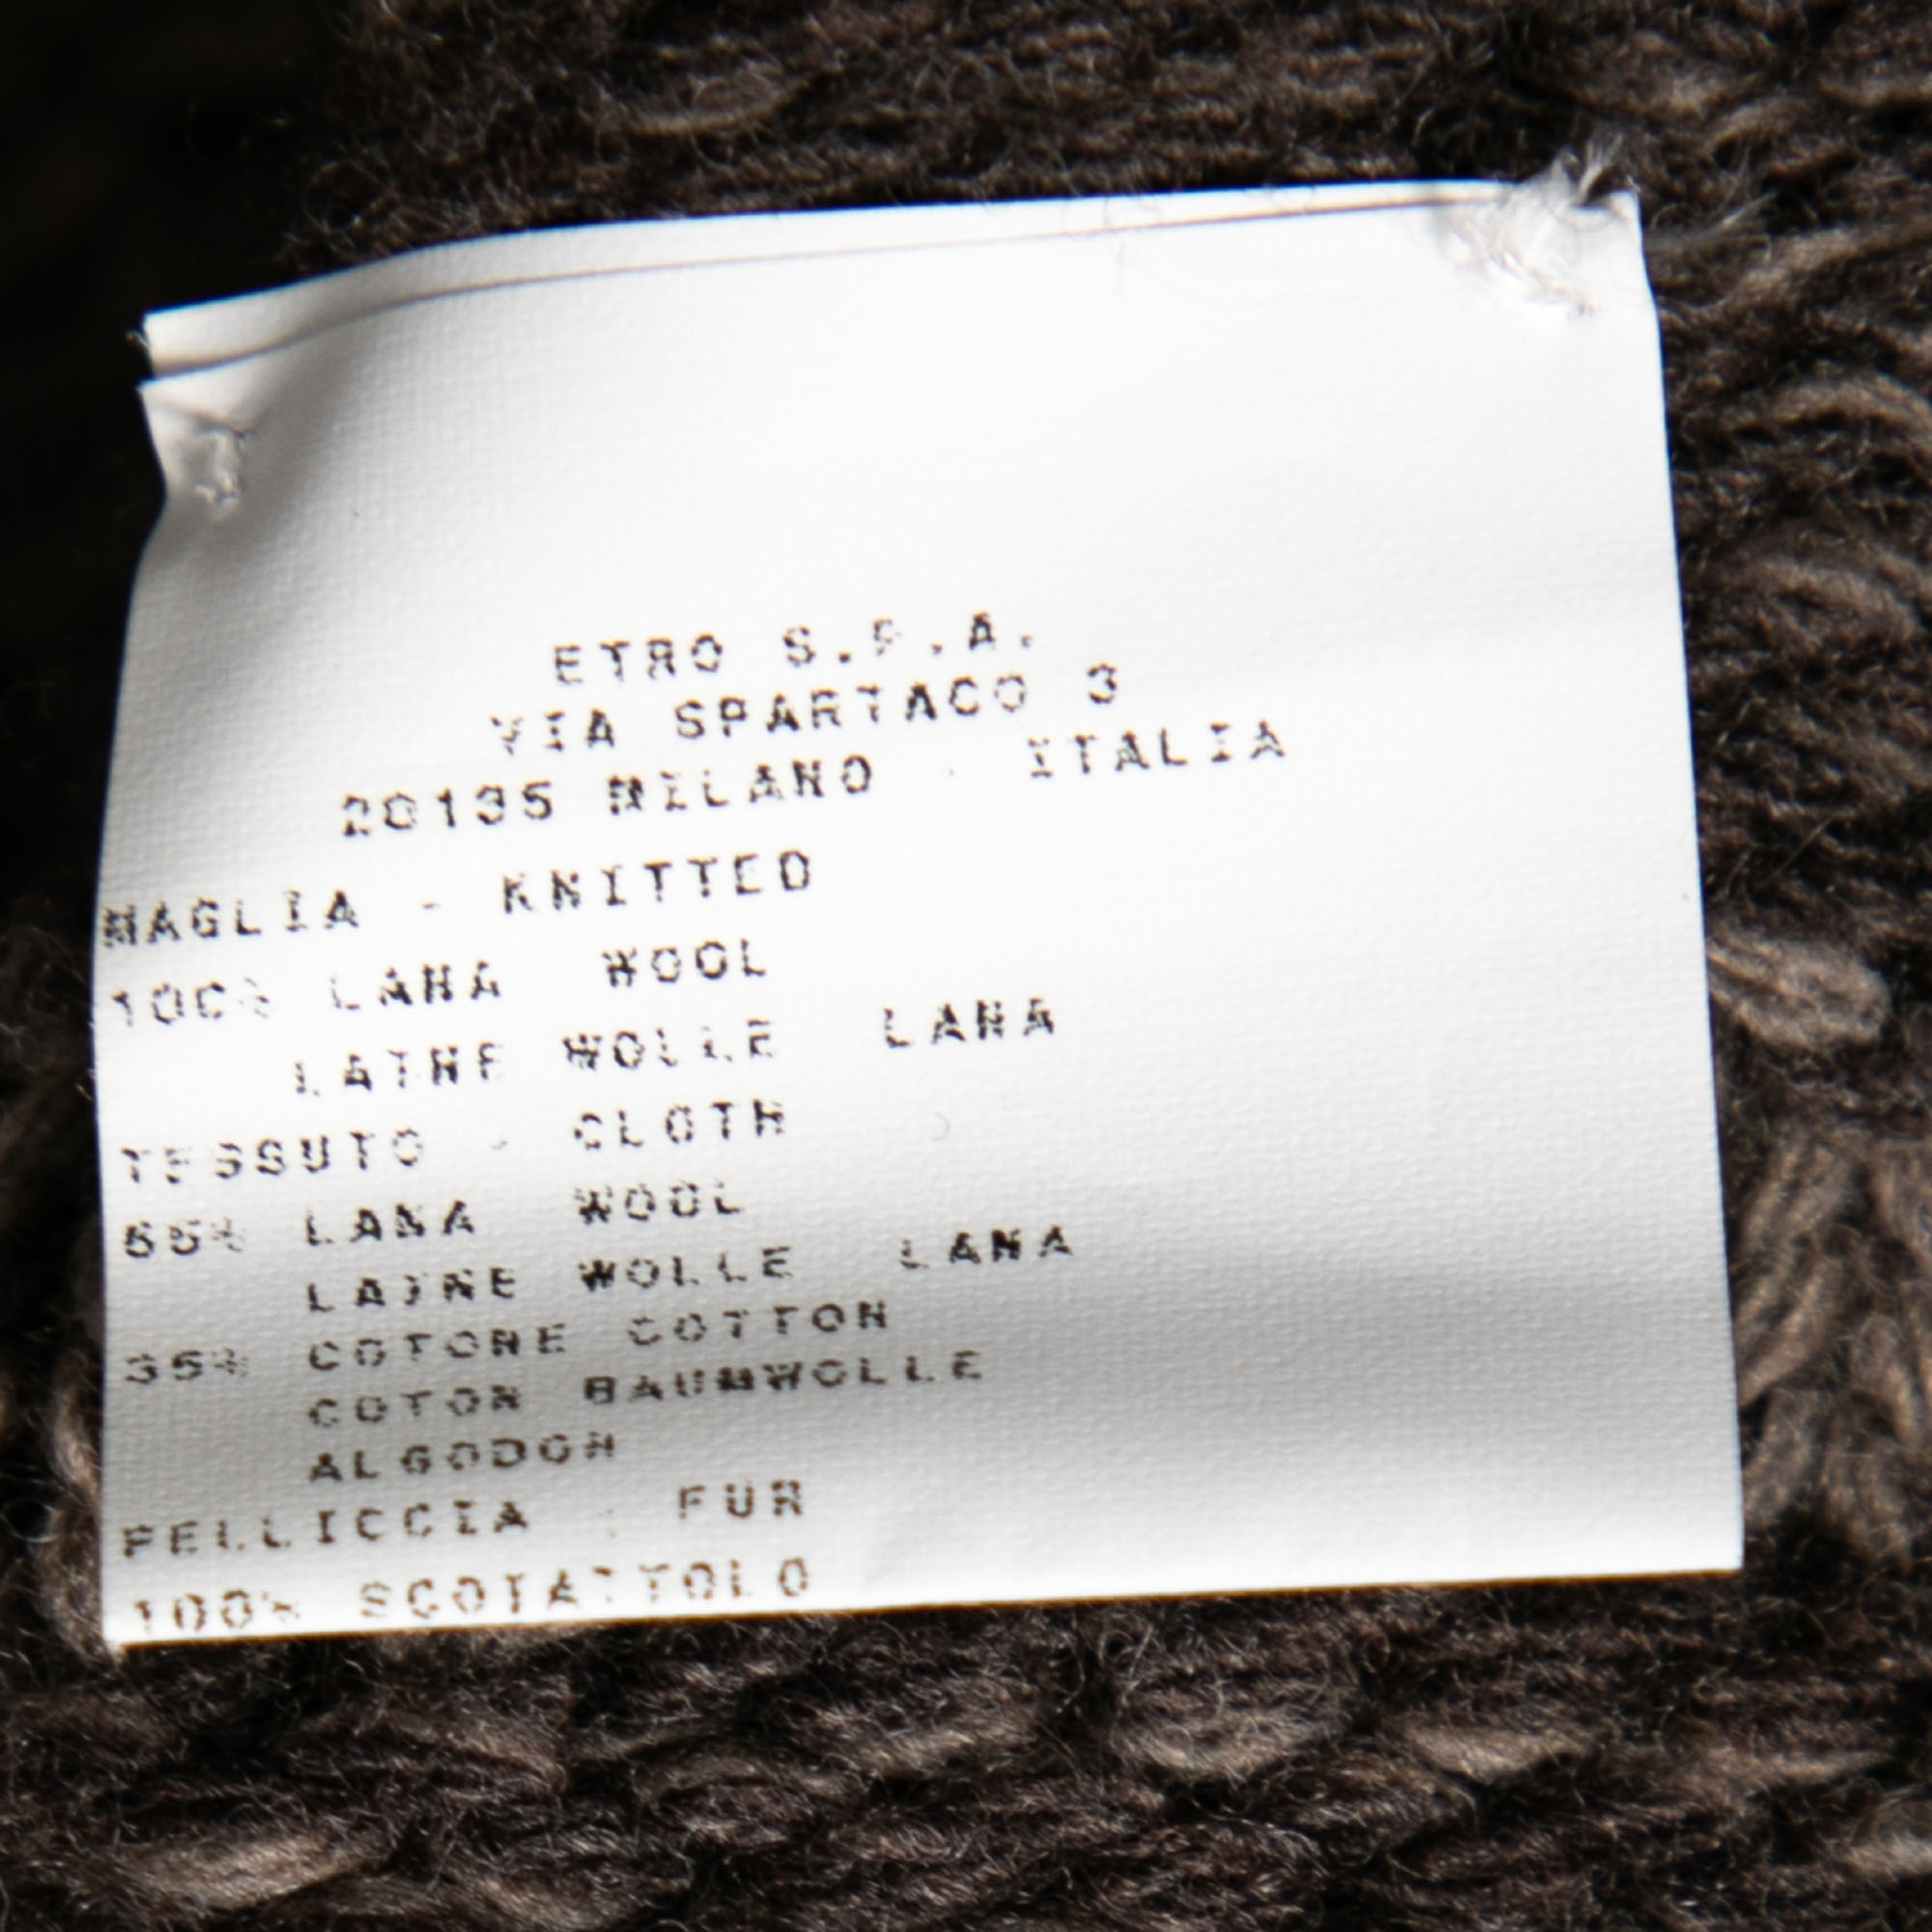 ETRO S.P.A.
VIA SPARTACO 3
20135 MILANO - ITALIA
MAGLIA - KNITTED
100% LANA WOOL
LAINE WOLLE LANA
TESSUTO - CLOTH
65% LANA WOOL
LAINE WOLLE LANA
35% COTONE COTTON
COTON BAUMWOLLE
ALGODON
PELLICCIA - FUR
100% SCOIATTOLO